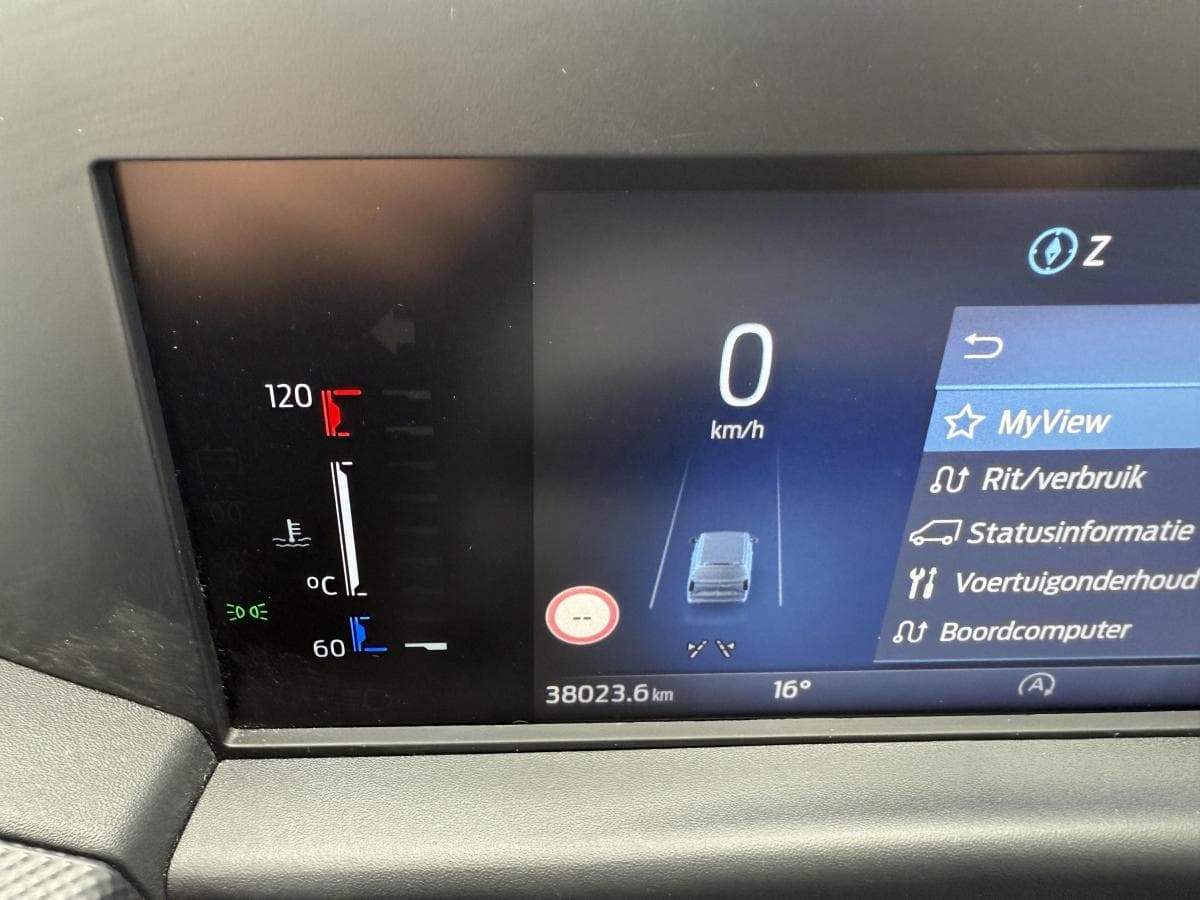 Z
0
km/h
120
°C
60
MyView
Rit/verbruik
Statusinformatie
Voertuigonderhoud
Boordcomputer
--
38023.6 km
16°
A